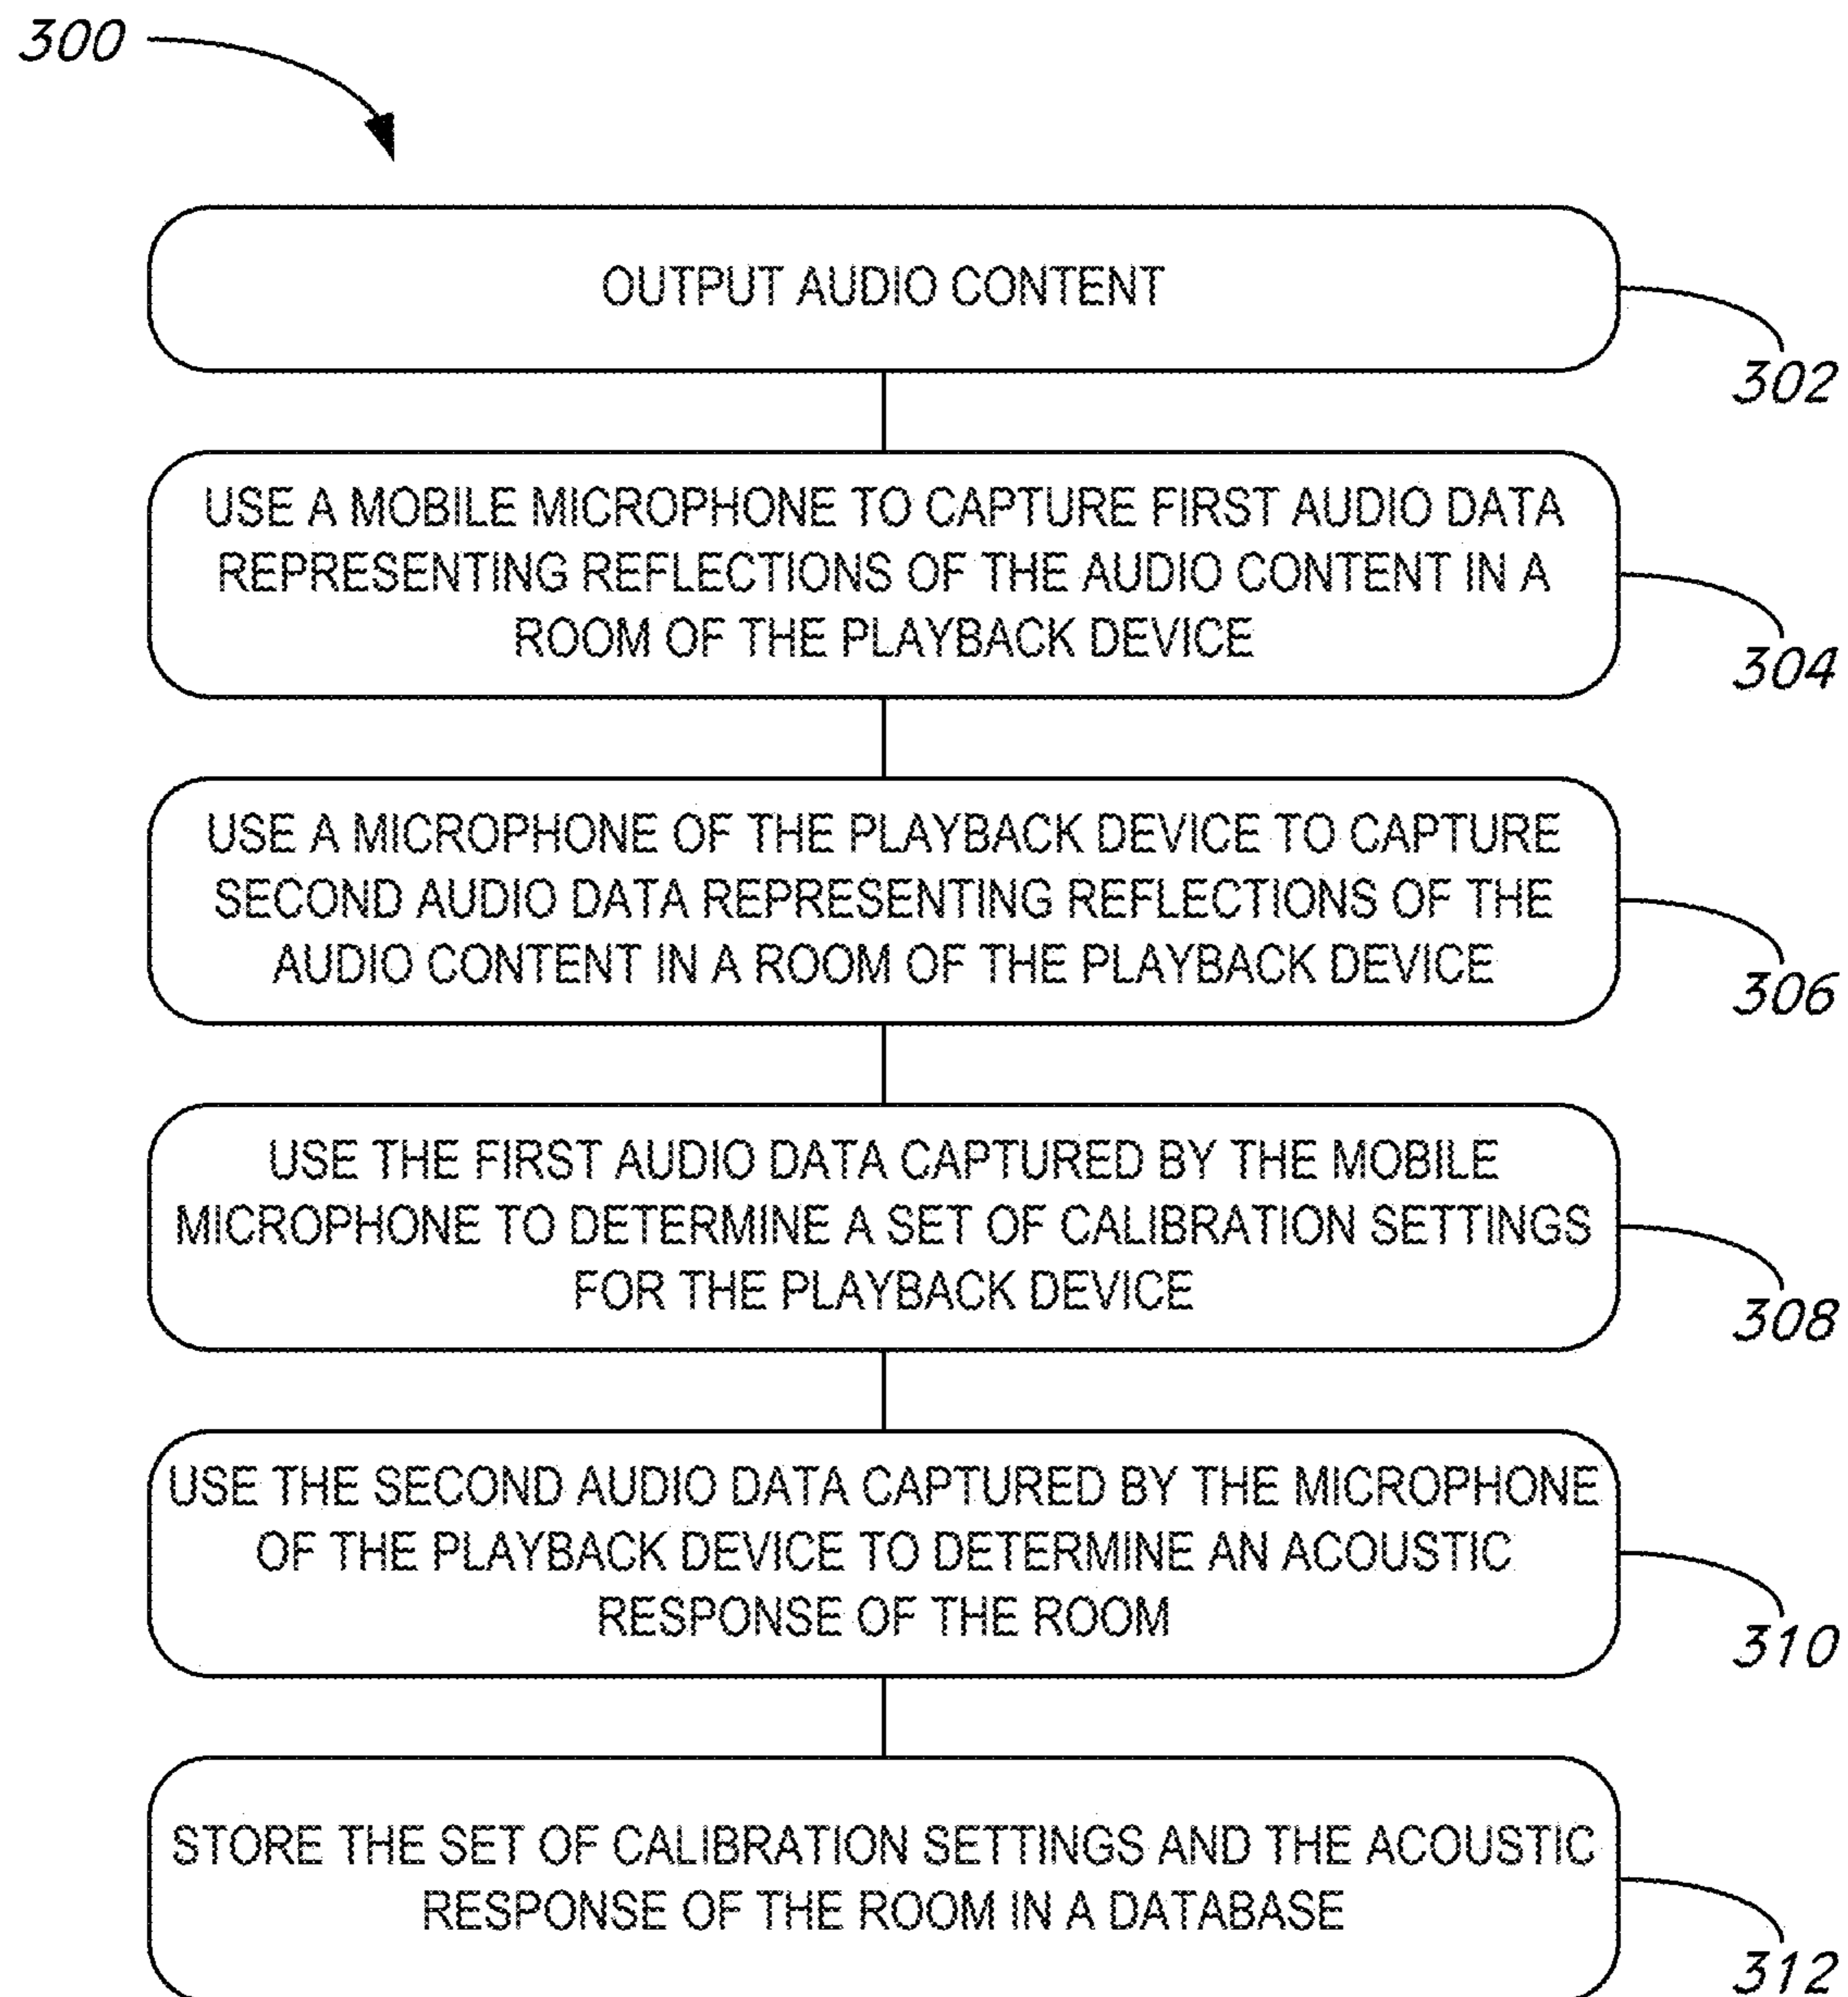 300
OUTPUT AUDIO CONTENT
302
USE A MOBILE MICROPHONE TO CAPTURE FIRST AUDIO DATA
REPRESENTING REFLECTIONS OF THE AUDIO CONTENT IN A
ROOM OF THE PLAYBACK DEVICE
304
USE A MICROPHONE OF THE PLAYBACK DEVICE TO CAPTURE
SECOND AUDIO DATA REPRESENTING REFLECTIONS OF THE
AUDIO CONTENT IN A ROOM OF THE PLAYBACK DEVICE
306
USE THE FIRST AUDIO DATA CAPTURED BY THE MOBILE
MICROPHONE TO DETERMINE A SET OF CALIBRATION SETTINGS
FOR THE PLAYBACK DEVICE
308
USE THE SECOND AUDIO DATA CAPTURED BY THE MICROPHONE
OF THE PLAYBACK DEVICE TO DETERMINE AN ACOUSTIC
RESPONSE OF THE ROOM
310
STORE THE SET OF CALIBRATION SETTINGS AND THE ACOUSTIC
RESPONSE OF THE ROOM IN A DATABASE
312